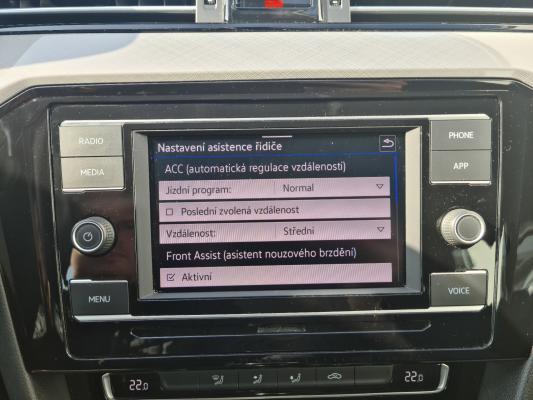 RADIO
MEDIA
MENU
Nastavení asistence řidiče
ACC (automatická regulace vzdálenosti)
Jízdní program: Normal
Poslední zvolená vzdálenost
Vzdálenost: Střední
Front Assist (asistent nouzového brzdění)
Aktivní
PHONE
APP
VOICE
22.0
22.0